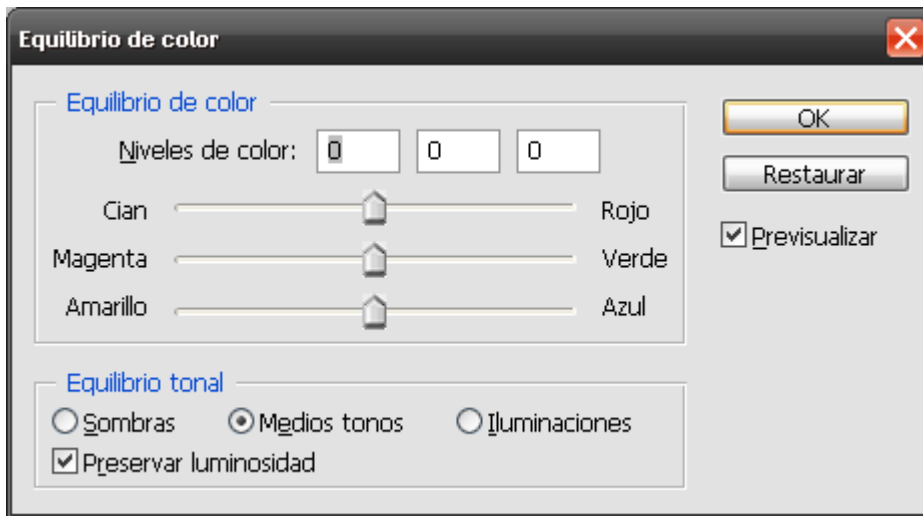 Equilibrio de color
Equilibrio de color
Niveles de color: 0 0 0
OK
Restaurar
Previsualizar
Cian Rojo
Magenta Verde
Amarillo Azul
Equilibrio tonal
Sombras Medios tonos Iluminaciones
Preservar luminosidad